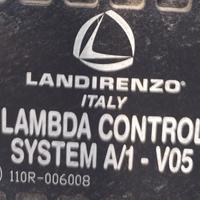 LANDIRENZO
ITALY
LAMBDA CONTROL
SYSTEM A/1 - V05
110R-006008